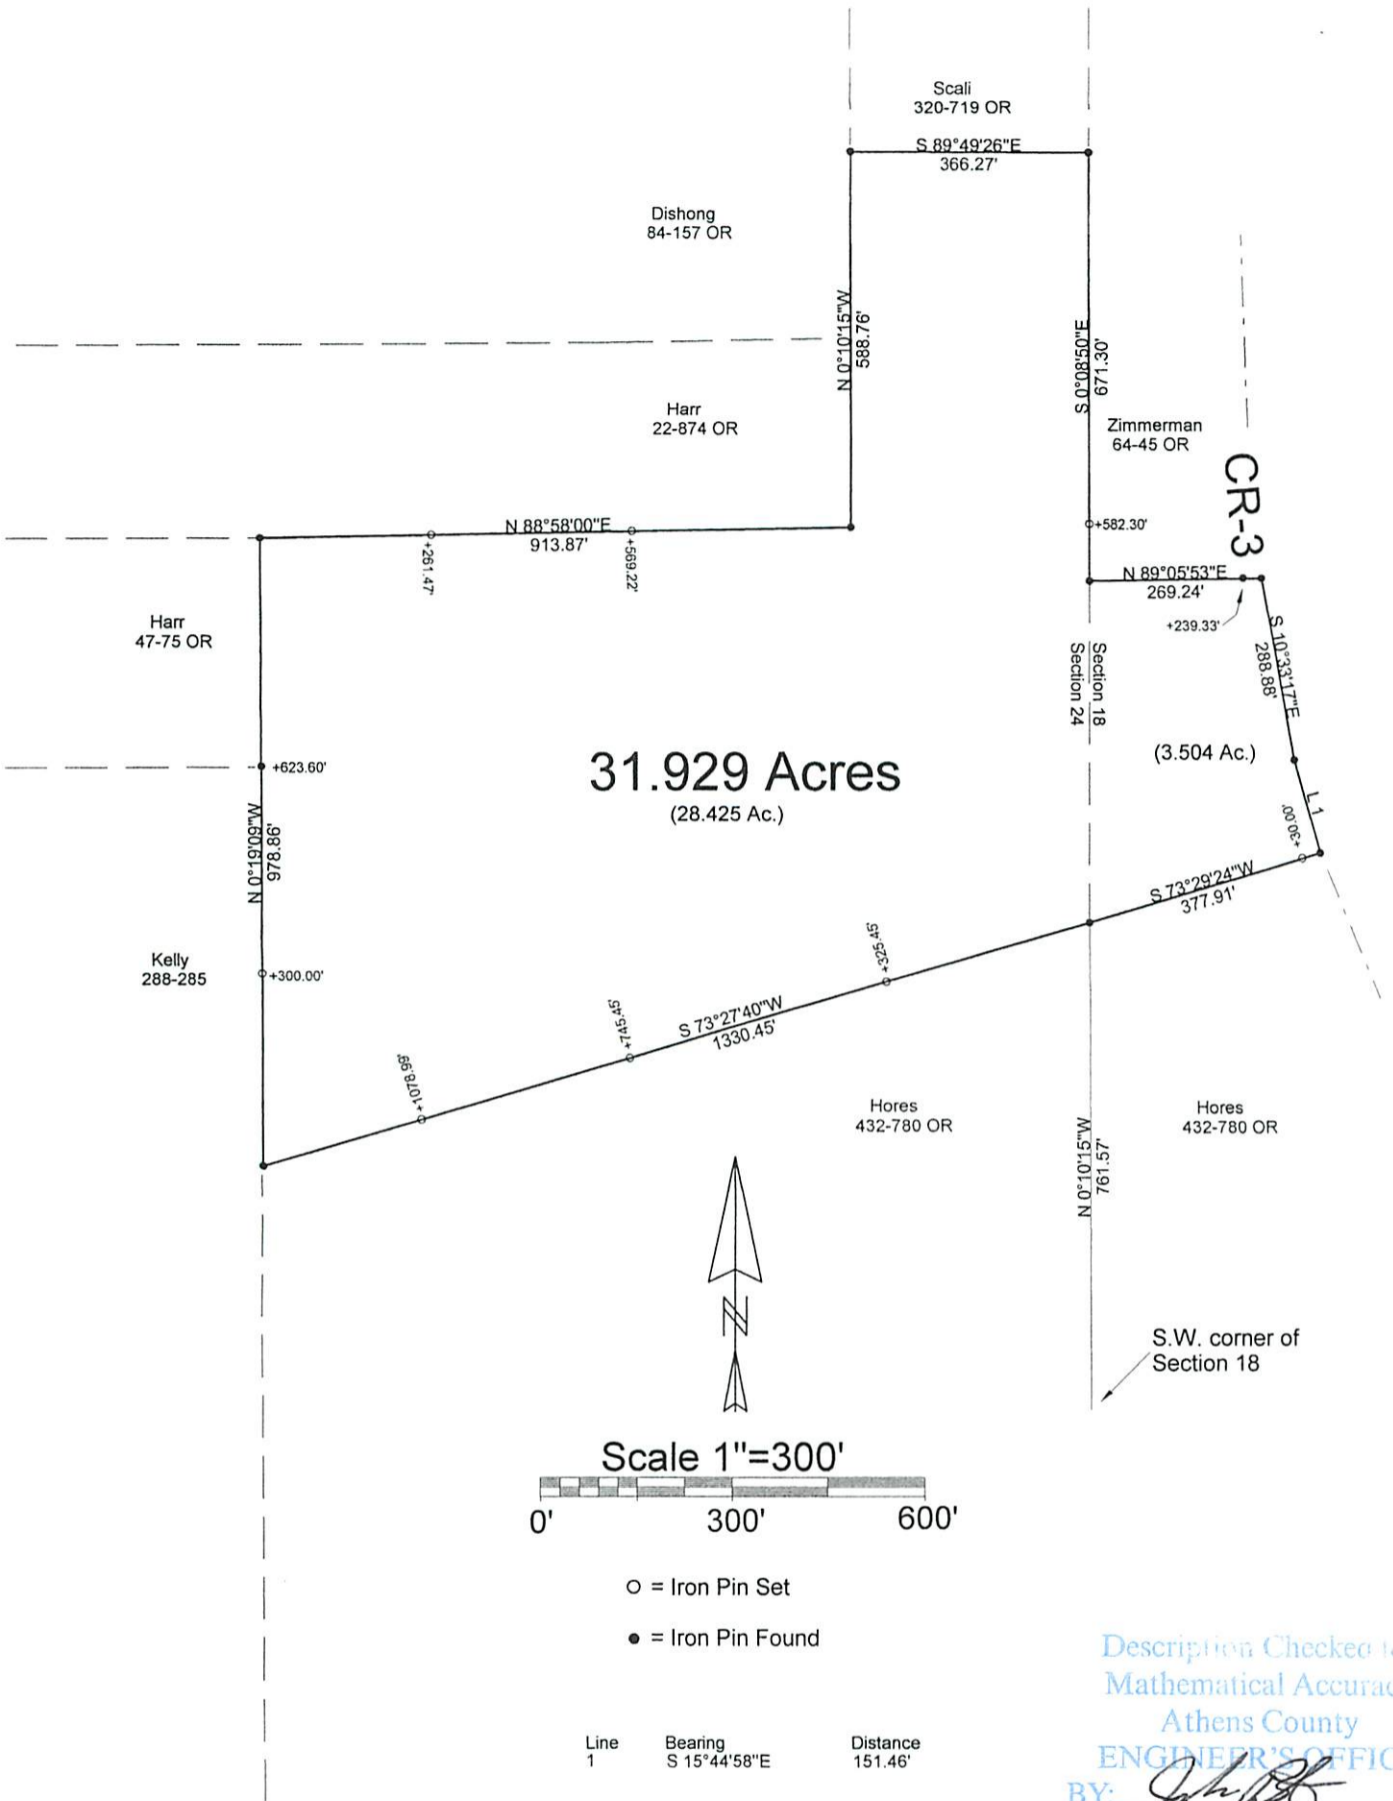 Scali
320-719 OR
S 89°49'26"E
366.27'
Dishong
84-157 OR
N 0°10'15"W
588.76'
S 0°08'50"E
671.30'
Harr
22-874 OR
Zimmerman
64-45 OR
CR-3
+582.30'
N 88°58'00"E
913.87'
+261.47'
+569.22'
N 89°05'53"E
269.24'
+239.33'
Harr
47-75 OR
S 10°33'17"E
288.88'
Section 18
Section 24
31.929 Acres
(28.425 Ac.)
(3.504 Ac.)
+623.60'
L 1
+30.00'
N 0°19'09"W
978.86'
S 73°29'24"W
377.91'
Kelly
288-285
+300.00'
+325.45'
S 73°27'40"W
1330.45'
+745.45'
+1078.99'
Hores
432-780 OR
Hores
432-780 OR
N 0°10'15"W
761.57'
N
S.W. corner of
Section 18
Scale 1"=300'
0' 300' 600'
= Iron Pin Set
= Iron Pin Found
Line Bearing Distance
1 S 15°44'58"E 151.46'
Description Checked
Mathematical
Athens County
ENGINEER'S
BY: